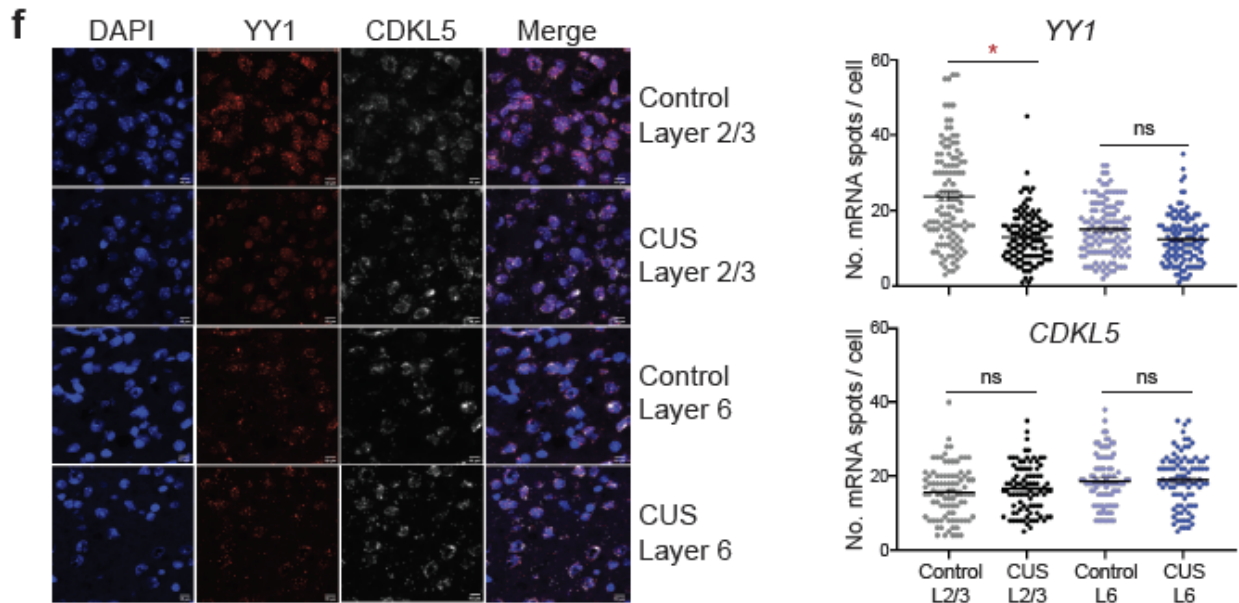 f
DAPI YY1 CDKL5 Merge
Control
Layer 2/3
CUS
Layer 2/3
Control
Layer 6
CUS
Layer 6
YY1
No. mRNA spots / cell
60
40
20
0
*
ns
CDKL5
No. mRNA spots / cell
60
40
20
0
ns
ns
Control
L2/3
CUS
L2/3
Control
L6
CUS
L6